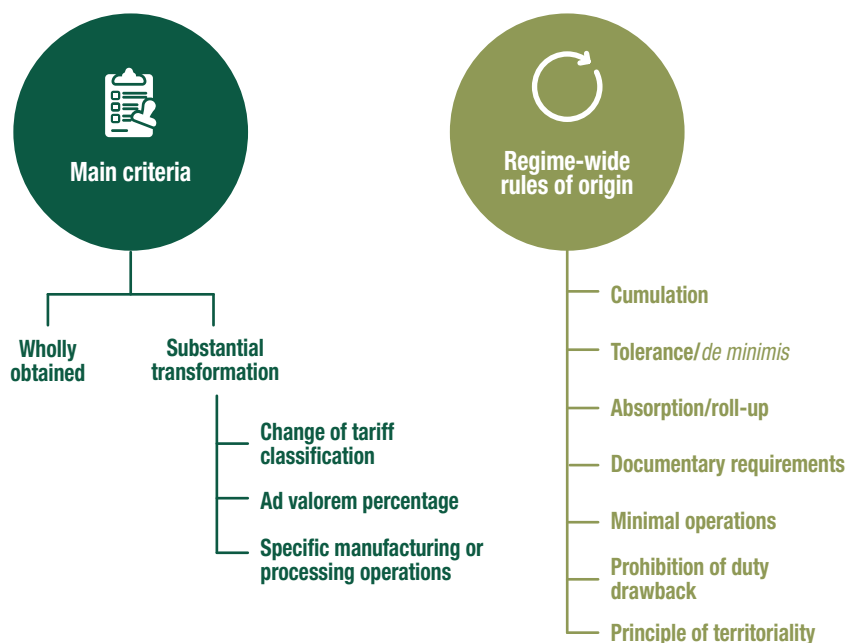 Main criteria
Wholly
obtained
Substantial
transformation
Change of tariff
classification
Ad valorem percentage
Specific manufacturing or
processing operations
Regime-wide
rules of origin
Cumulation
Tolerance/de minimis
Absorption/roll-up
Documentary requirements
Minimal operations
Prohibition of duty
drawback
Principle of territoriality